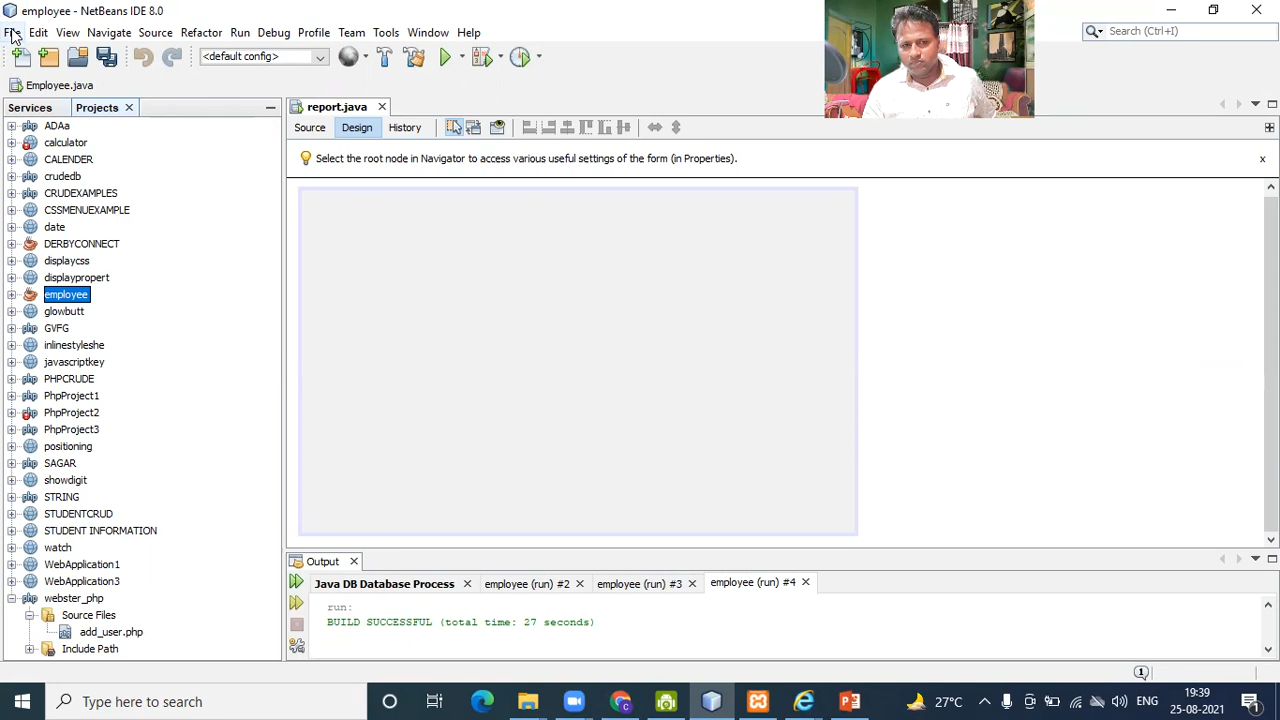 employee - NetBeans IDE 8.0
File Edit View Navigate Source Refactor Run Debug Profile Team Tools Window Help
Search (Ctrl+I)
<default config>
Employee.java
Services Projects
report.java
Source Design History
Select the root node in Navigator to access various useful settings of the form (in Properties).
ADAa
calculator
CALENDER
crudedb
CRUDEXAMPLES
CSSMENUEXAMPLE
date
DERBYCONNECT
displaycss
displaypropert
employee
glowbutt
GVFG
inlinestyleshe
javascriptkey
PHPCRUDE
PhpProject1
PhpProject2
PhpProject3
positioning
SAGAR
showdigit
STRING
STUDENTCRUD
STUDENT INFORMATION
watch
WebApplication1
WebApplication3
webster_php
Source Files
add_user.php
Include Path
Output
Java DB Database Process employee (run) #2 employee (run) #3 employee (run) #4
run:
BUILD SUCCESSFUL (total time: 27 seconds)
1
Type here to search
27°C
ENG
19:39
25-08-2021